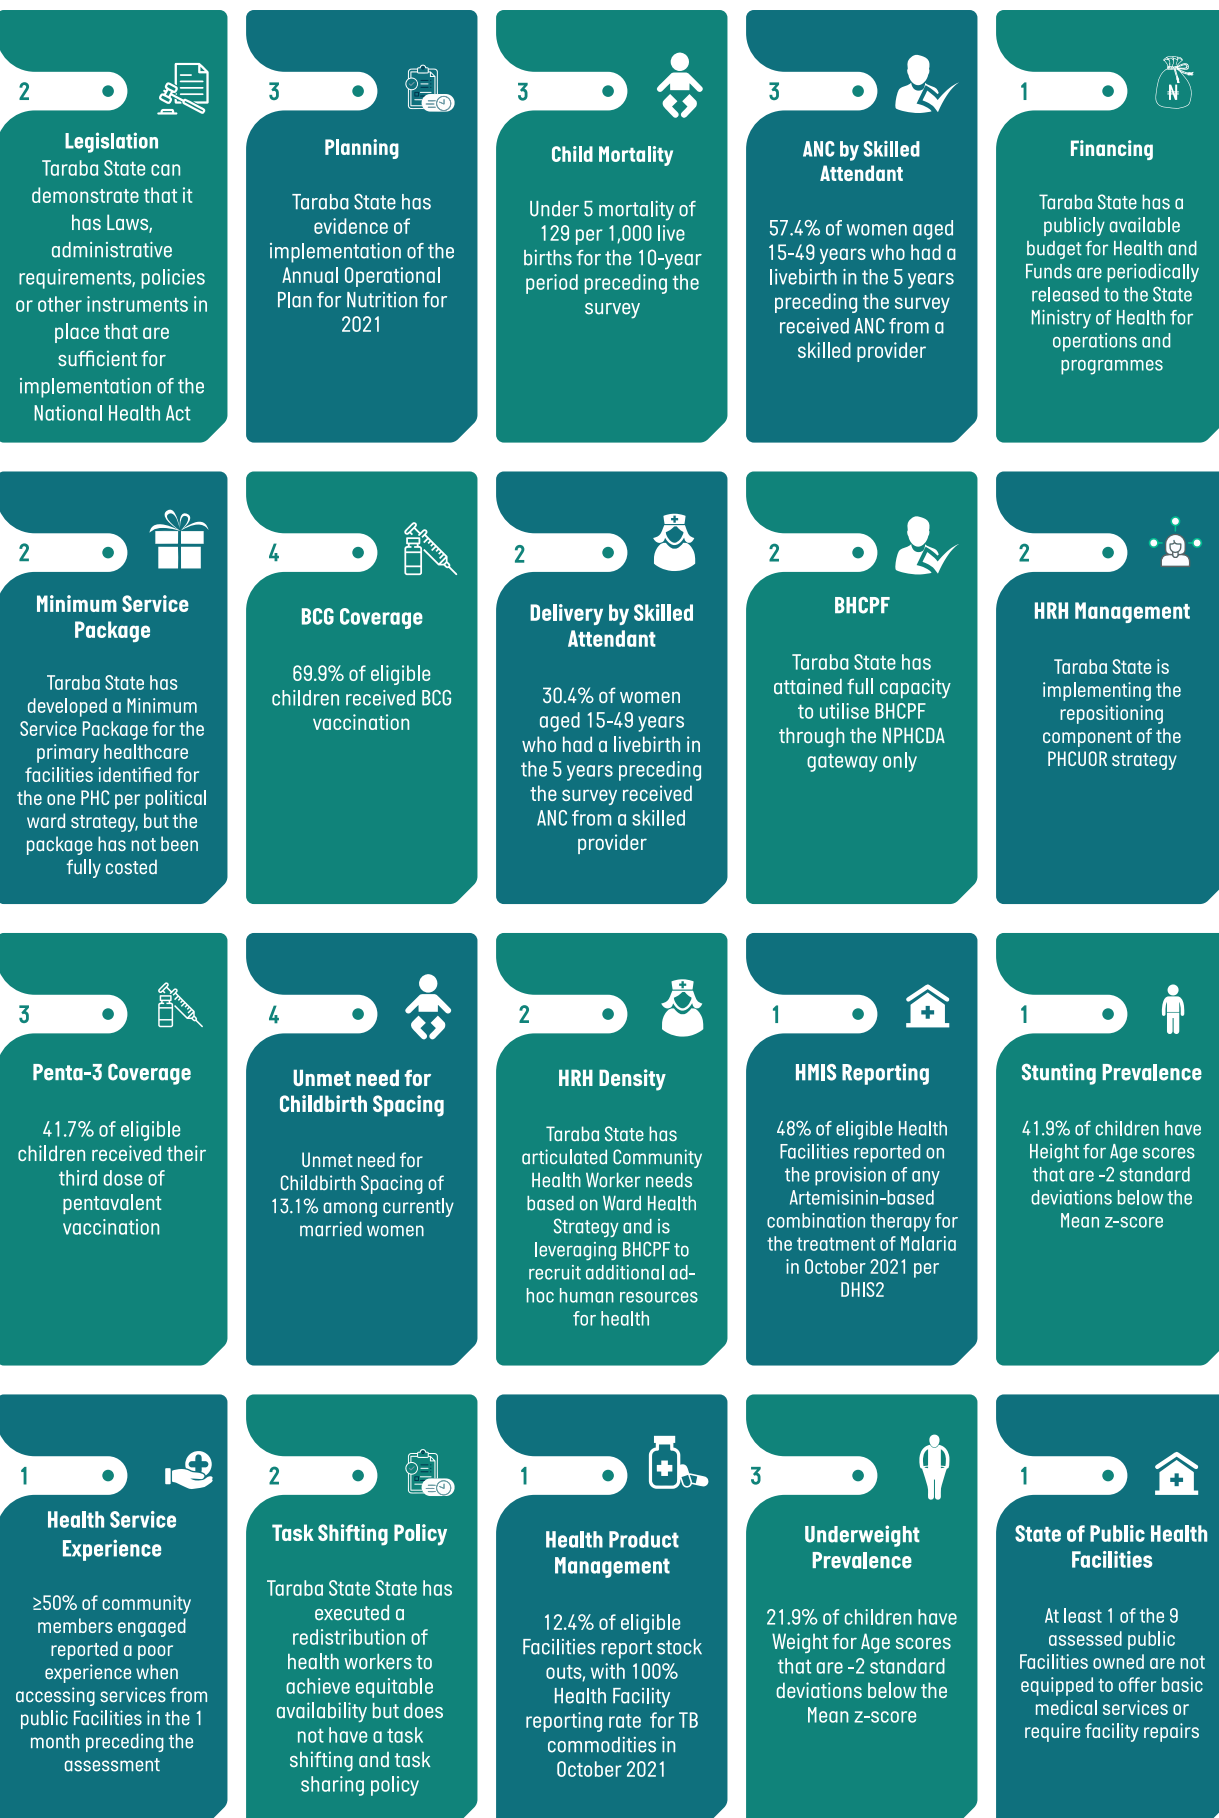 2
Legislation
Taraba State can
demonstrate that it
has Laws,
administrative
requirements, policies
or other instruments in
place that are
sufficient for
implementation of the
National Health Act
3
Planning
Taraba State has
evidence of
implementation of the
Annual Operational
Plan for Nutrition for
2021
3
Child Mortality
Under 5 mortality of
129 per 1,000 live
births for the 10-year
period preceding the
survey
3
ANC by Skilled
Attendant
57.4% of women aged
15-49 years who had a
livebirth in the 5 years
preceding the survey
received ANC from a
skilled provider
1
₦
Financing
Taraba State has a
publicly available
budget for Health and
Funds are periodically
released to the State
Ministry of Health for
operations and
programmes
2
Minimum Service
Package
Taraba State has
developed a Minimum
Service Package for the
primary healthcare
facilities identified for
the one PHC per political
ward strategy, but the
package has not been
fully costed
4
BCG Coverage
69.9% of eligible
children received BCG
vaccination
2
Delivery by Skilled
Attendant
30.4% of women
aged 15-49 years
who had a livebirth in
the 5 years preceding
the survey received
ANC from a skilled
provider
2
BHCPF
Taraba State has
attained full capacity
to utilise BHCPF
through the NPHCDA
gateway only
2
HRH Management
Taraba State is
implementing the
repositioning
component of the
PHCUOR strategy
3
Penta-3 Coverage
41.7% of eligible
children received their
third dose of
pentavalent
vaccination
4
Unmet need for
Childbirth Spacing
Unmet need for
Childbirth Spacing of
13.1% among currently
married women
2
HRH Density
Taraba State has
articulated Community
Health Worker needs
based on Ward Health
Strategy and is
leveraging BHCPF to
recruit additional ad-
hoc human resources
for health
1
HMIS Reporting
48% of eligible Health
Facilities reported on
the provision of any
Artemisinin-based
combination therapy for
the treatment of Malaria
in October 2021 per
DHIS2
1
Stunting Prevalence
41.9% of children have
Height for Age scores
that are -2 standard
deviations below the
Mean z-score
1
Health Service
Experience
≥50% of community
members engaged
reported a poor
experience when
accessing services from
public Facilities in the 1
month preceding the
assessment
2
Task Shifting Policy
Taraba State State has
executed a
redistribution of
health workers to
achieve equitable
availability but does
not have a task
shifting and task
sharing policy
1
Health Product
Management
12.4% of eligible
Facilities report stock
outs, with 100%
Health Facility
reporting rate for TB
commodities in
October 2021
3
Underweight
Prevalence
21.9% of children have
Weight for Age scores
that are -2 standard
deviations below the
Mean z-score
1
State of Public Health
Facilities
At least 1 of the 9
assessed public
Facilities owned are not
equipped to offer basic
medical services or
require facility repairs